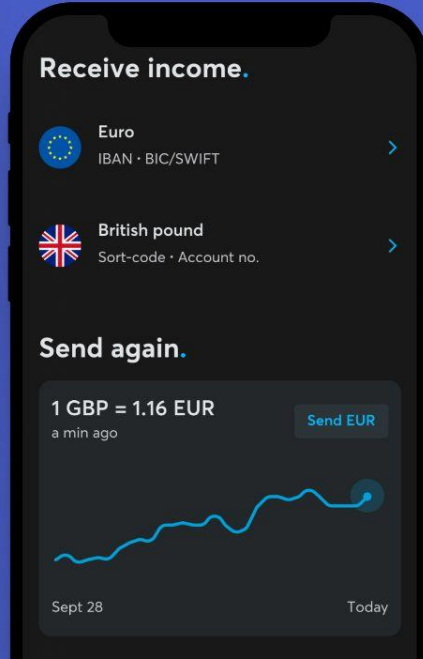 Receive income.
Euro
IBAN · BIC/SWIFT
British pound
Sort-code · Account no.
Send again.
1 GBP = 1.16 EUR
a min ago
Send EUR
Sept 28
Today